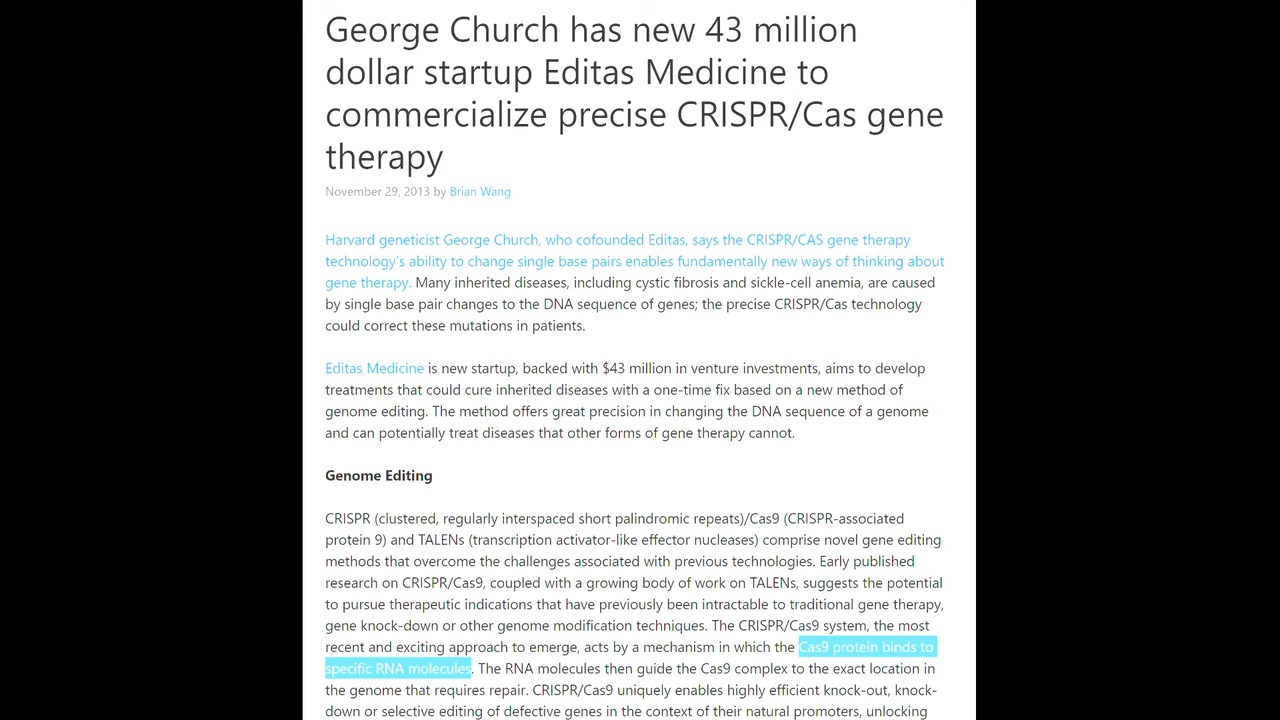 George Church has new 43 million
dollar startup Editas Medicine to
commercialize precise CRISPR/Cas gene
therapy
November 29, 2013 by Brian Wang
Harvard geneticist George Church, who cofounded Editas, says the CRISPR/CAS gene therapy
technology’s ability to change single base pairs enables fundamentally new ways of thinking about
gene therapy. Many inherited diseases, including cystic fibrosis and sickle-cell anemia, are caused
by single base pair changes to the DNA sequence of genes; the precise CRISPR/Cas technology
could correct these mutations in patients.
Editas Medicine is new startup, backed with $43 million in venture investments, aims to develop
treatments that could cure inherited diseases with a one-time fix based on a new method of
genome editing. The method offers great precision in changing the DNA sequence of a genome
and can potentially treat diseases that other forms of gene therapy cannot.
Genome Editing
CRISPR (clustered, regularly interspaced short palindromic repeats)/Cas9 (CRISPR-associated
protein 9) and TALENs (transcription activator-like effector nucleases) comprise novel gene editing
methods that overcome the challenges associated with previous technologies. Early published
research on CRISPR/Cas9, coupled with a growing body of work on TALENs, suggests the potential
to pursue therapeutic indications that have previously been intractable to traditional gene therapy,
gene knock-down or other genome modification techniques. The CRISPR/Cas9 system, the most
recent and exciting approach to emerge, acts by a mechanism in which the Cas9 protein binds to
specific RNA molecules. The RNA molecules then guide the Cas9 complex to the exact location in
the genome that requires repair. CRISPR/Cas9 uniquely enables highly efficient knock-out, knock-
down or selective editing of defective genes in the context of their natural promoters, unlocking